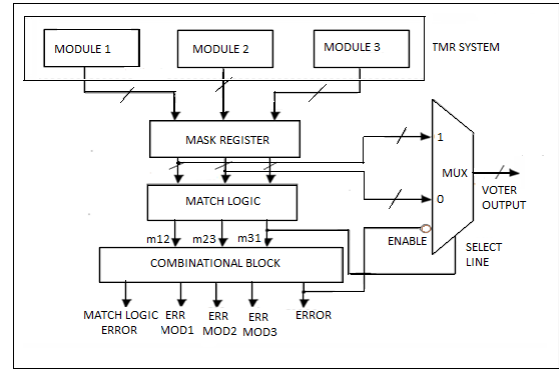 MODULE 1
MODULE 2
MODULE 3
TMR SYSTEM
MASK REGISTER
1
MUX
0
VOTER
OUTPUT
MATCH LOGIC
ENABLE
SELECT
LINE
m12
m23
m31
COMBINATIONAL BLOCK
MATCH LOGIC
ERROR
ERR
MOD1
ERR
MOD2
ERR
MOD3
ERROR